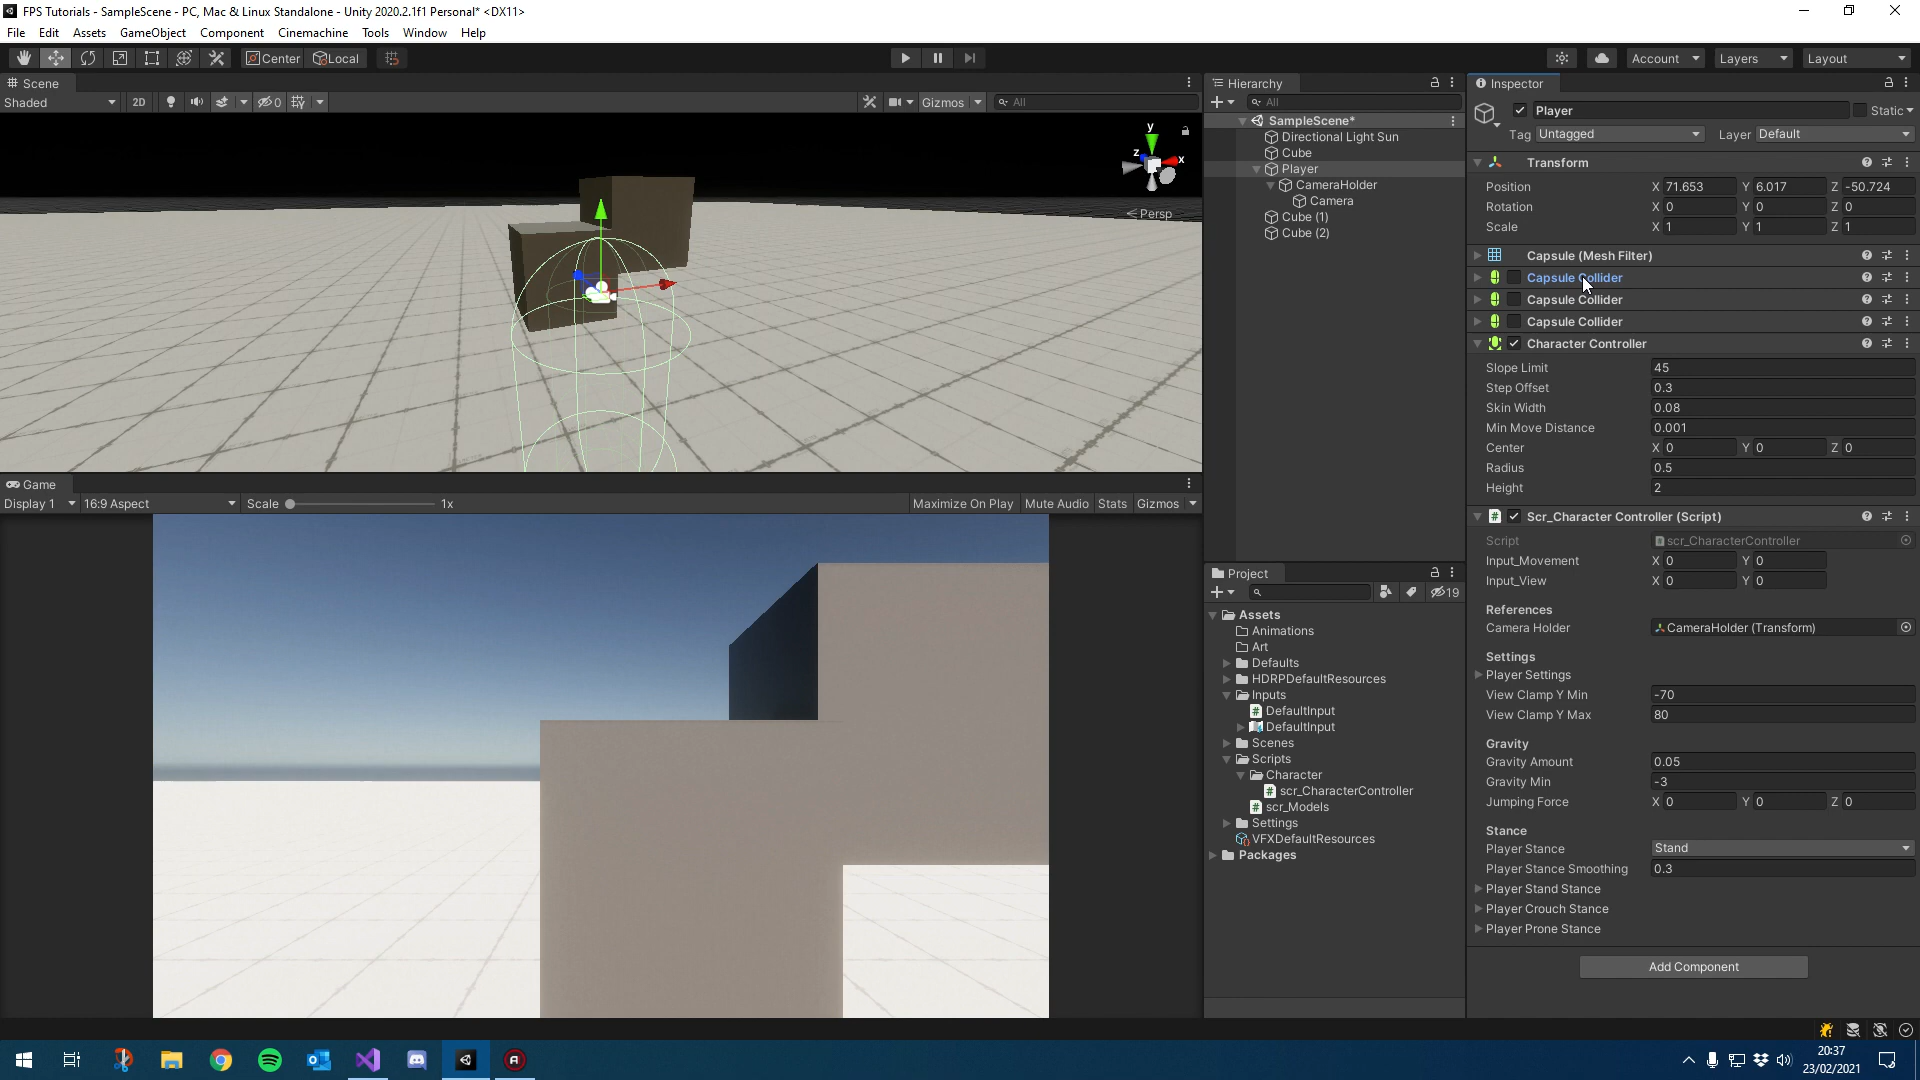 FPS Tutorials - SampleScene - PC, Mac & Linux Standalone - Unity 2020.2.1f1 Personal* <DX11>
File Edit Assets GameObject Component Cinemachine Tools Window Help
Center Local Account Layers Layout
Scene
Shaded 2D 0 Gizmos All
y
z x
Persp
Game
Display 1 16:9 Aspect Scale 1x Maximize On Play Mute Audio Stats Gizmos
Hierarchy
All
SampleScene*
Directional Light Sun
Cube
Player
CameraHolder
Camera
Cube (1)
Cube (2)
Project
19
Assets
Animations
Art
Defaults
HDRPDefaultResources
Inputs
DefaultInput
DefaultInput
Scenes
Scripts
Character
scr_CharacterController
scr_Models
Settings
VFXDefaultResources
Packages
Inspector
Player Static
Tag Untagged Layer Default
Transform
Position X 71.653 Y 6.017 Z -50.724
Rotation X 0 Y 0 Z 0
Scale X 1 Y 1 Z 1
Capsule (Mesh Filter)
Capsule Collider
Capsule Collider
Capsule Collider
Character Controller
Slope Limit 45
Step Offset 0.3
Skin Width 0.08
Min Move Distance 0.001
Center X 0 Y 0 Z 0
Radius 0.5
Height 2
Scr_Character Controller (Script)
Script scr_CharacterController
Input_Movement X 0 Y 0
Input_View X 0 Y 0
References
Camera Holder CameraHolder (Transform)
Settings
Player Settings
View Clamp Y Min -70
View Clamp Y Max 80
Gravity
Gravity Amount 0.05
Gravity Min -3
Jumping Force X 0 Y 0 Z 0
Stance
Player Stance Stand
Player Stance Smoothing 0.3
Player Stand Stance
Player Crouch Stance
Player Prone Stance
Add Component
20:37
23/02/2021